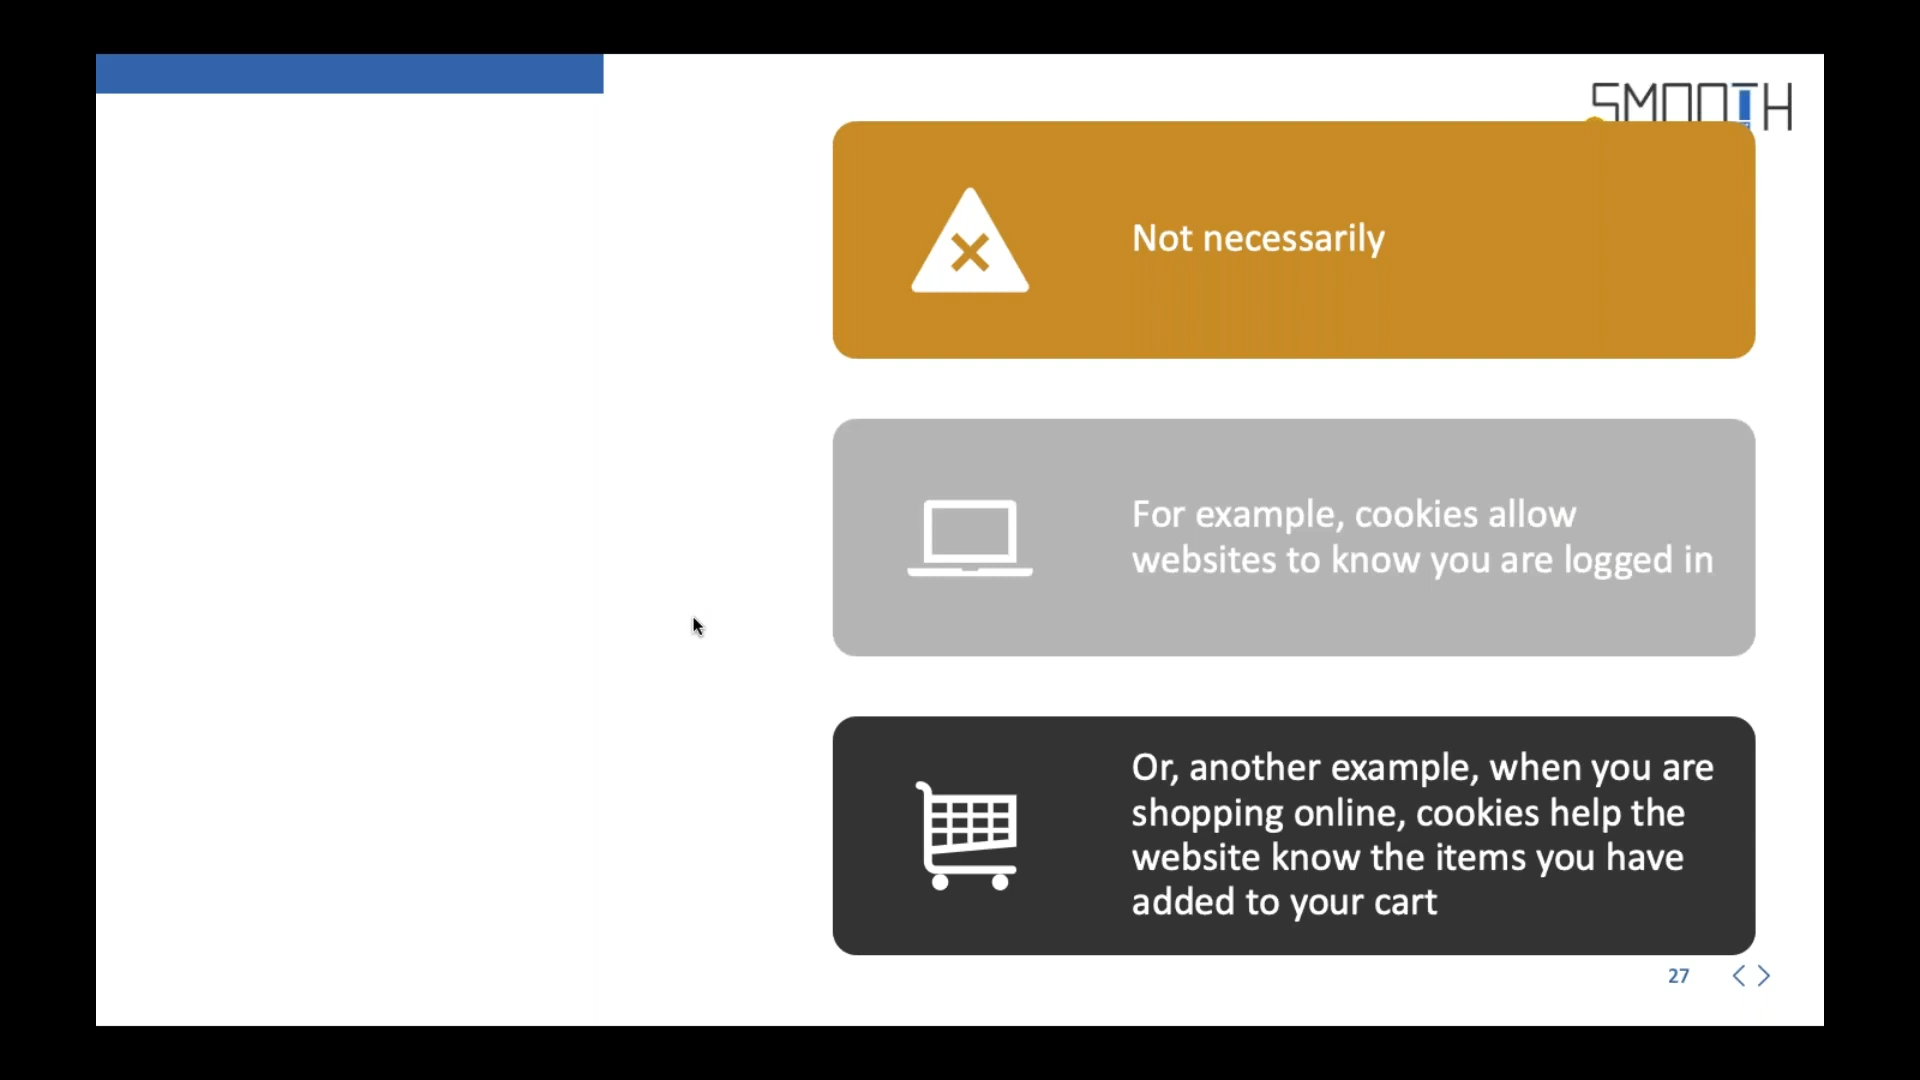 SMOOTH
Not necessarily
For example, cookies allow
websites to know you are logged in
Or, another example, when you are
shopping online, cookies help the
website know the items you have
added to your cart
27